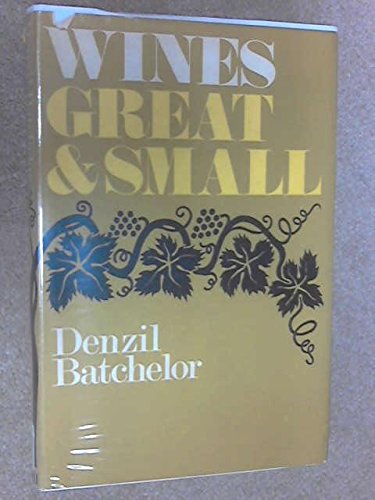 WINES
GREAT
& SMALL
Denzil
Batchelor